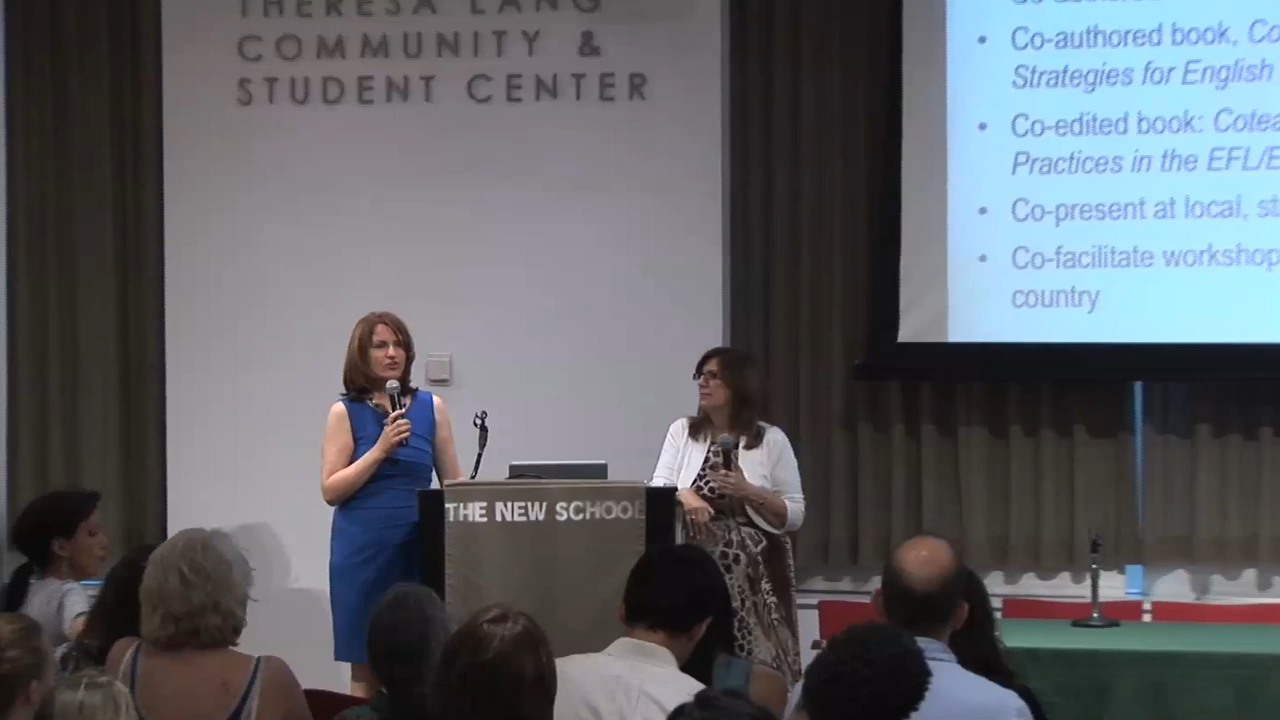 THERESA LANG
COMMUNITY &
STUDENT CENTER
• Co-authored book, Co
Strategies for English
• Co-edited book: Cotea
Practices in the EFL/E
• Co-present at local, st
• Co-facilitate workshop
country
THE NEW SCHOOL